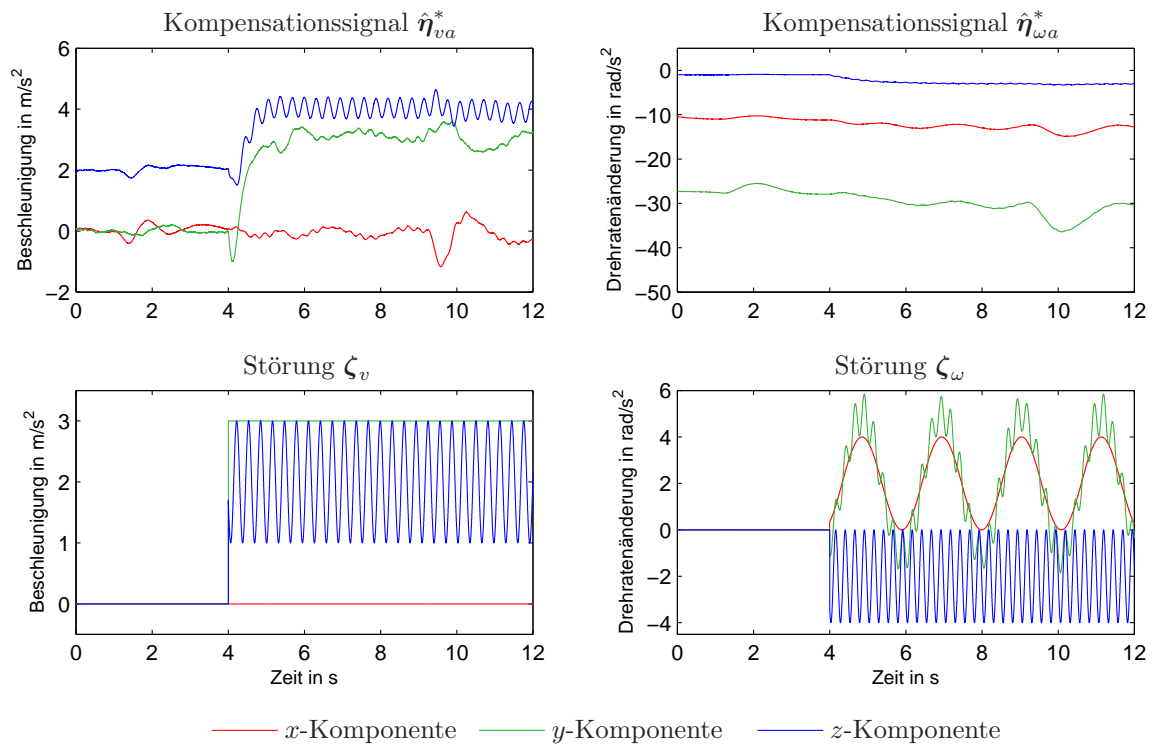 Kompensationssignal η̂*ᵥₐ
Beschleunigung in m/s²
6
4
2
0
−2
0 2 4 6 8 10 12
Kompensationssignal η̂*ωₐ
Drehratenänderung in rad/s²
0
−10
−20
−30
−40
−50
0 2 4 6 8 10 12
Störung ζᵥ
Beschleunigung in m/s²
3
2
1
0
0 2 4 6 8 10 12
Zeit in s
Störung ζω
Drehratenänderung in rad/s²
6
4
2
0
−2
−4
0 2 4 6 8 10 12
Zeit in s
x-Komponente y-Komponente z-Komponente